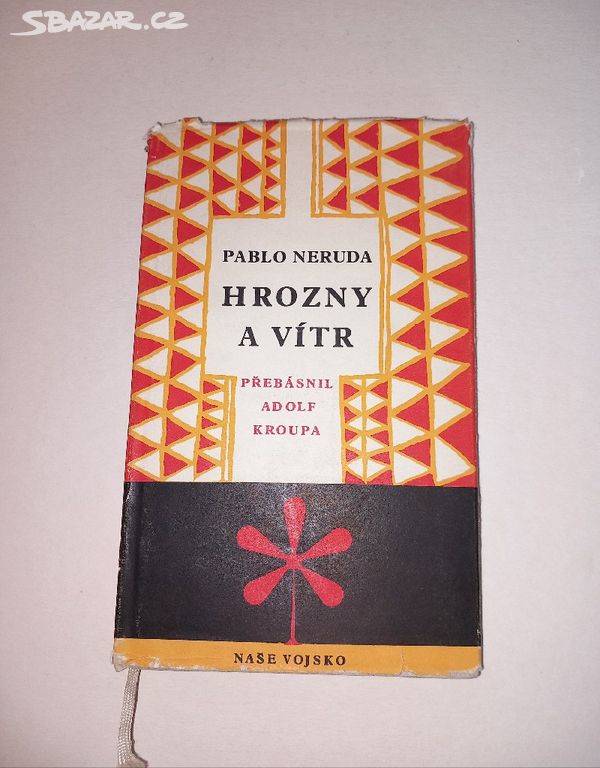 SBAZAR.CZ
PABLO NERUDA
HROZNY
A VÍTR
PŘEBÁSNIL
ADOLF
KROUPA
NAŠE VOJSKO